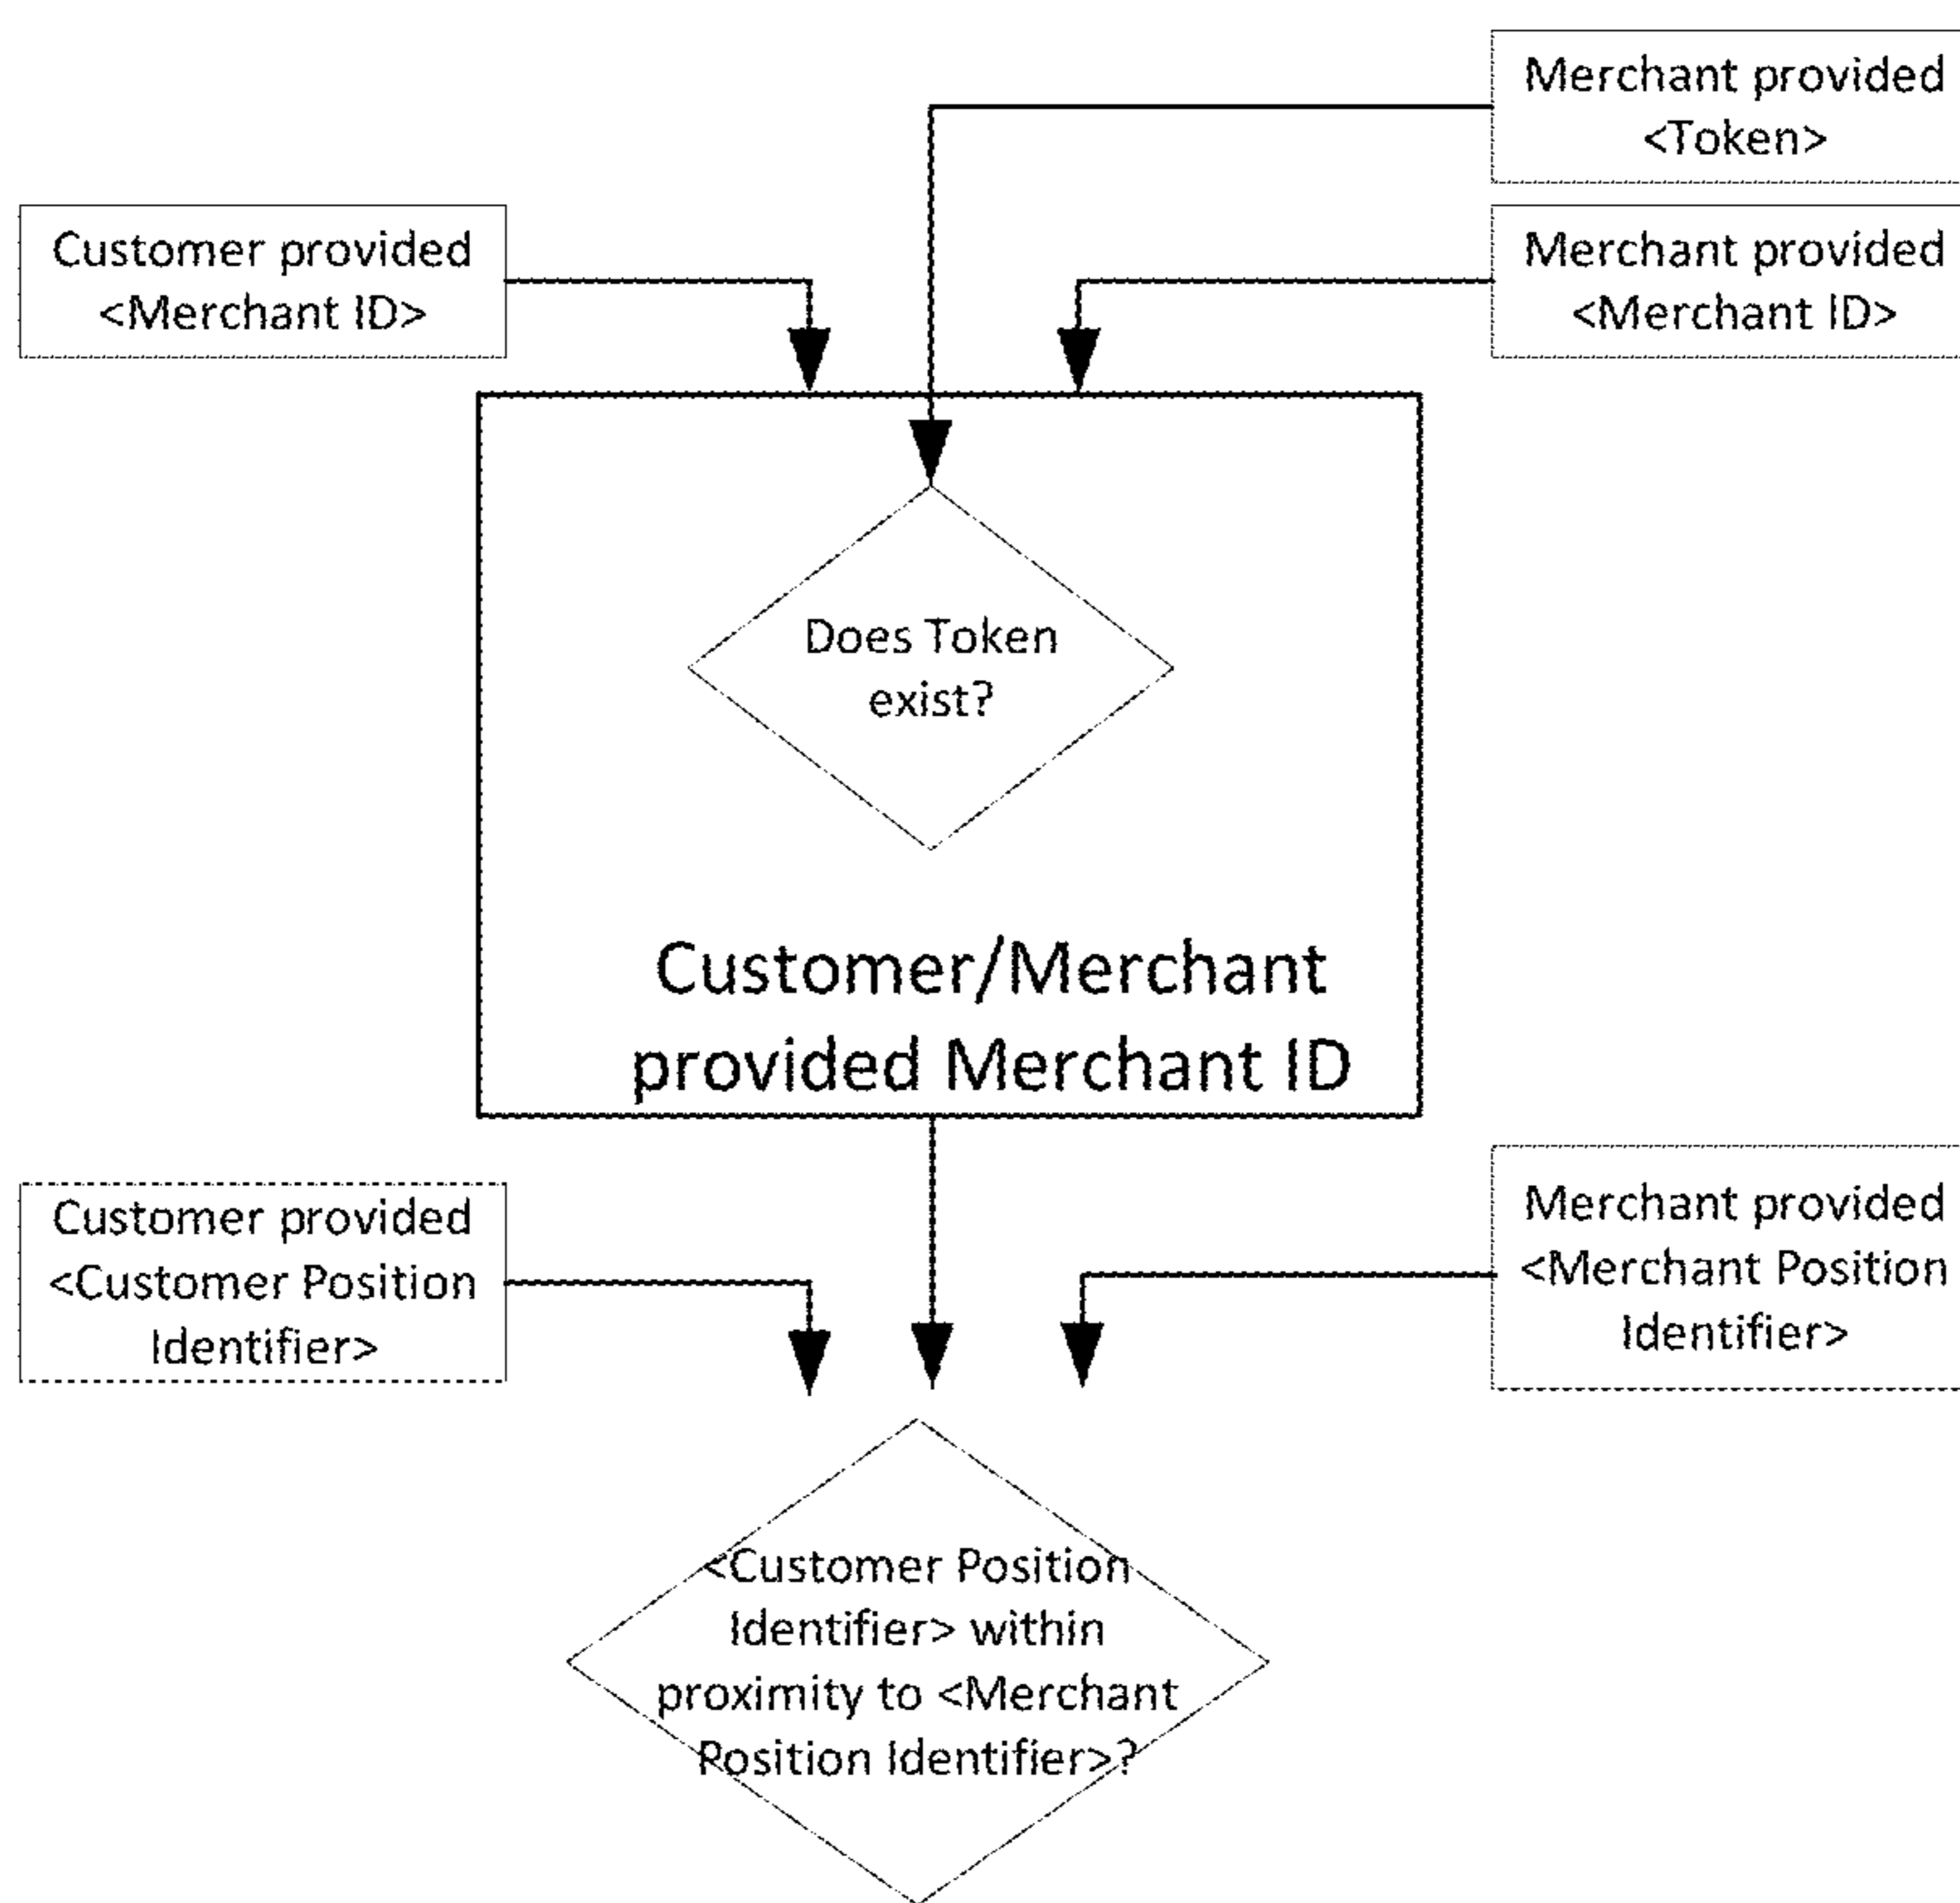 Merchant provided
<Token>
Customer provided
<Merchant ID>
Merchant provided
<Merchant ID>
Does Token
exist?
Customer/Merchant
provided Merchant ID
Customer provided
<Customer Position
Identifier>
Merchant provided
<Merchant Position
Identifier>
<Customer Position
Identifier> within
proximity to <Merchant
Position Identifier>?